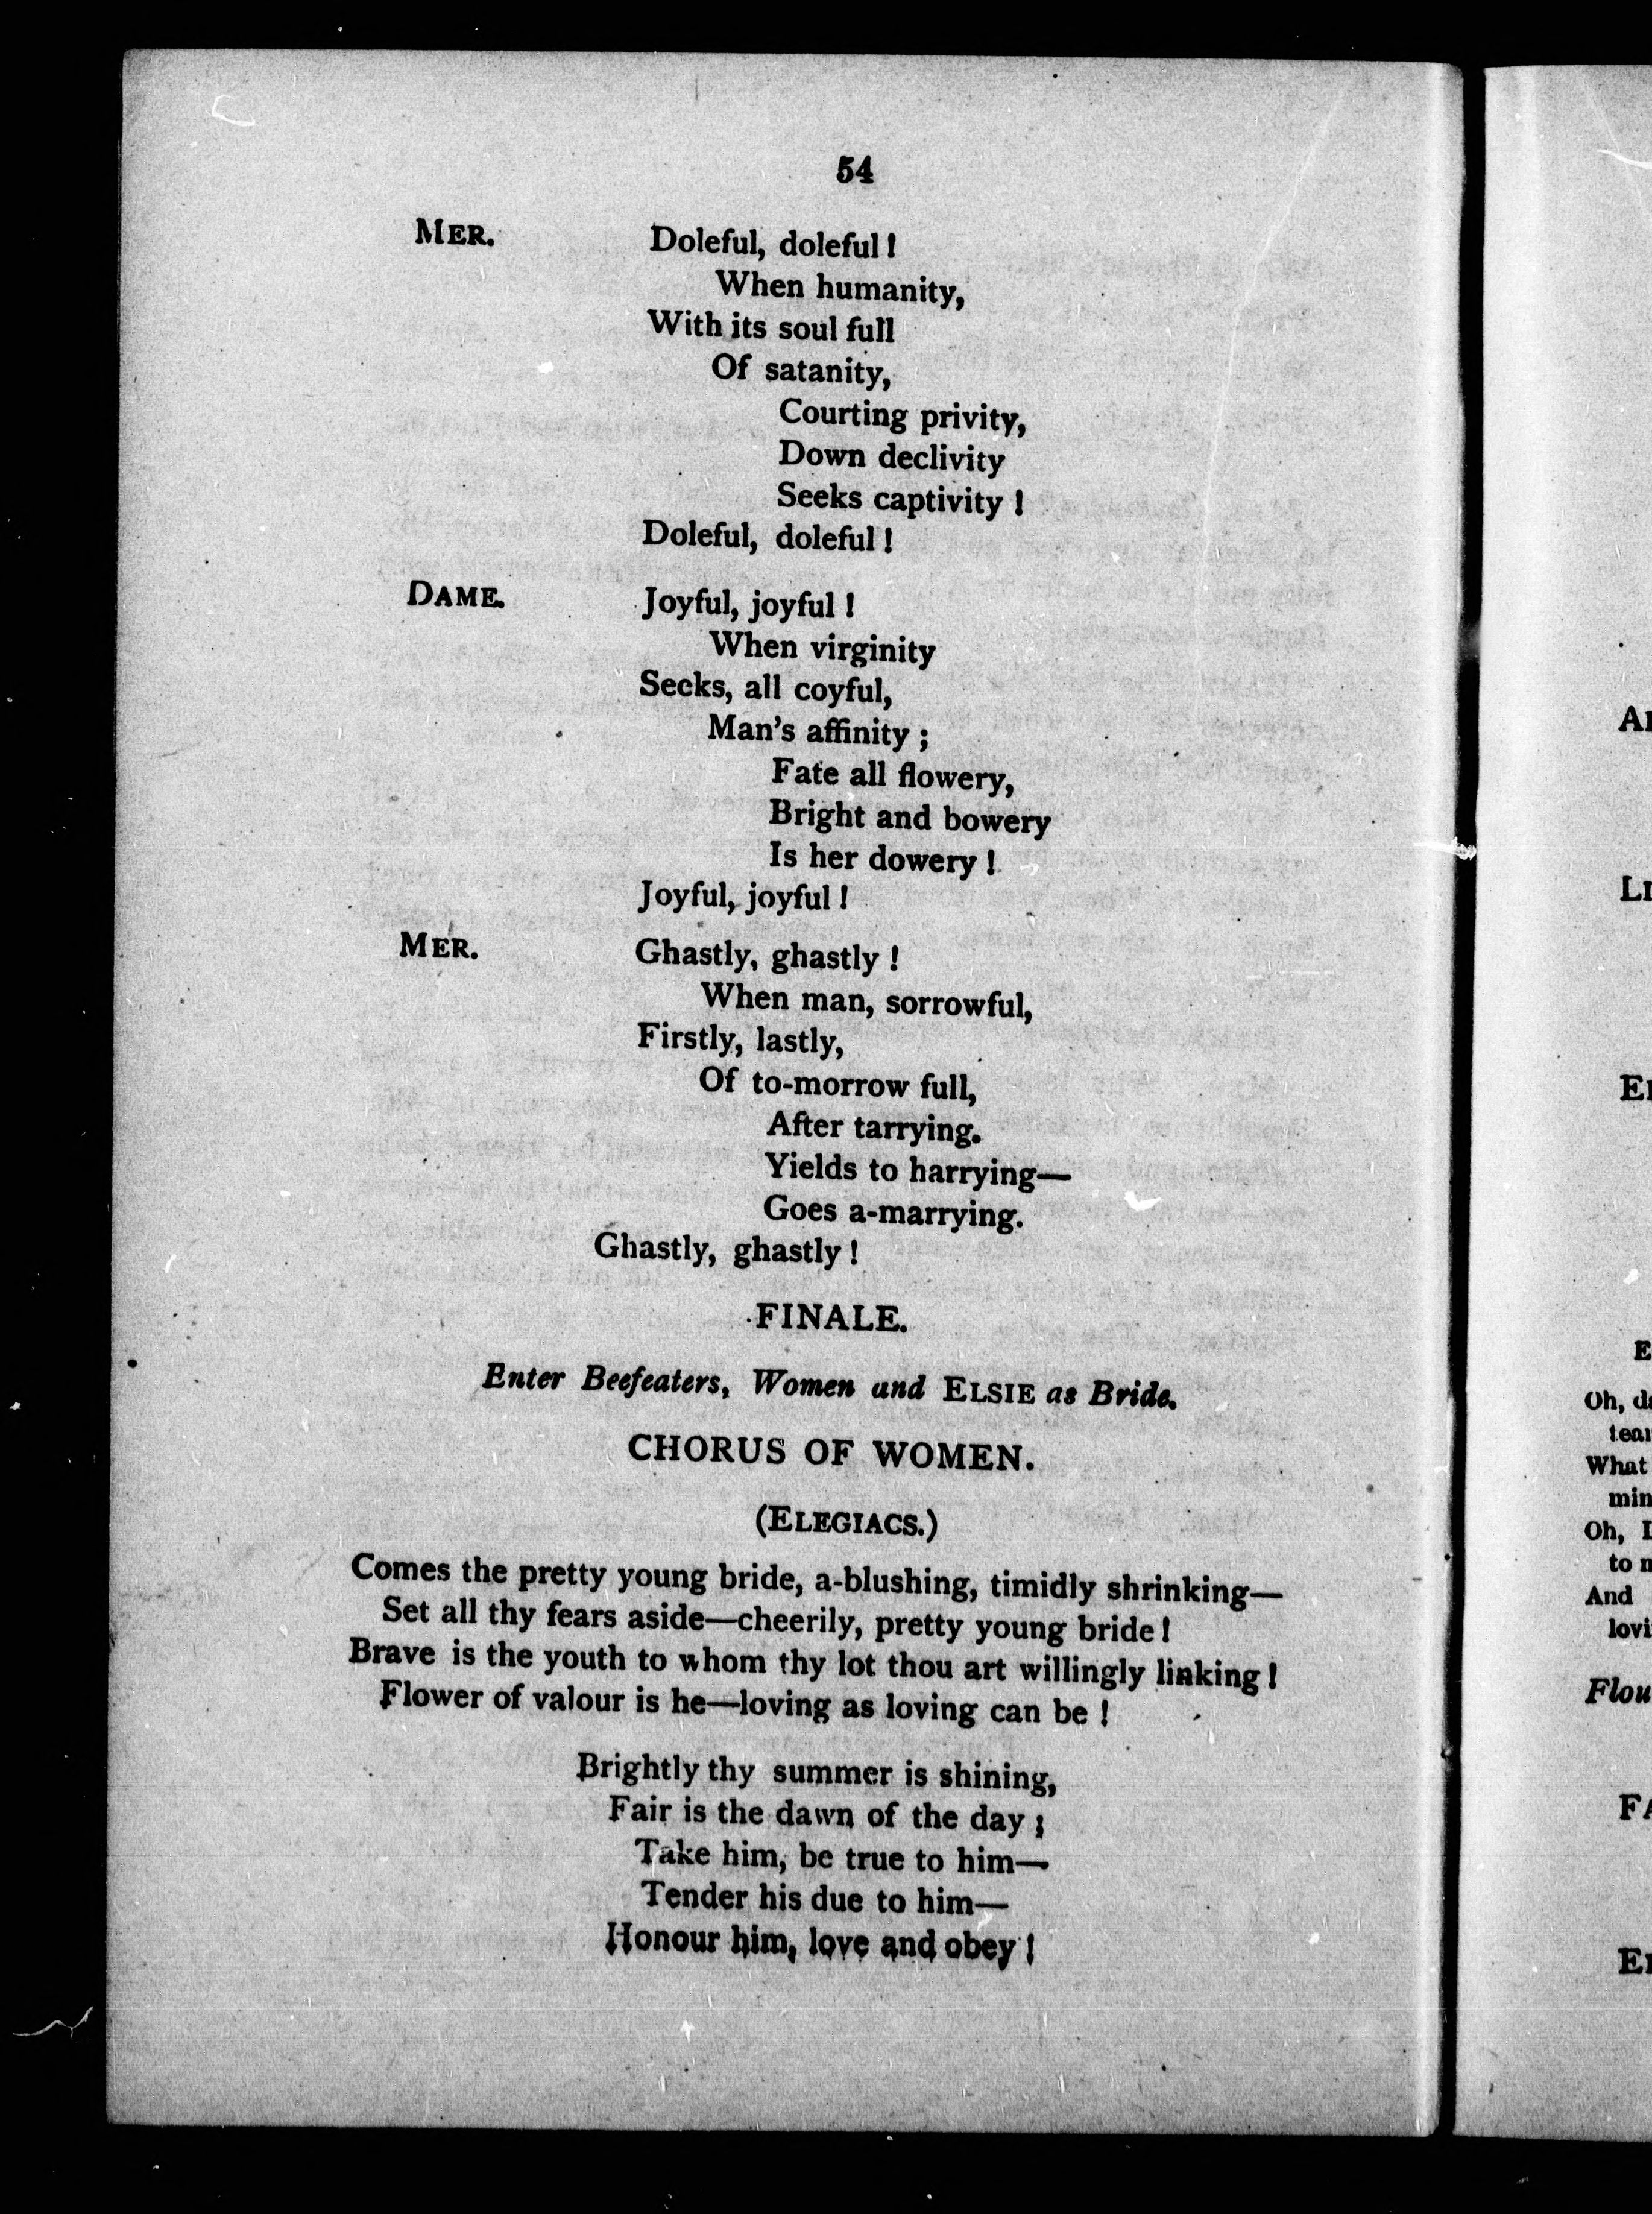 54
MER. Doleful, doleful!
When humanity,
With its soul full
Of satanity,
Courting privity,
Down declivity
Seeks captivity!
Doleful, doleful!
DAME. Joyful, joyful!
When virginity
Seeks, all coyful,
Man's affinity;
Fate all flowery,
Bright and bowery
Is her dowery!
Joyful, joyful!
MER. Ghastly, ghastly!
When man, sorrowful,
Firstly, lastly,
Of to-morrow full,
After tarrying.
Yields to harrying—
Goes a-marrying.
Ghastly, ghastly!
FINALE.
Enter Beefeaters, Women and ELSIE as Bride.
CHORUS OF WOMEN.
(ELEGIACS.)
Comes the pretty young bride, a-blushing, timidly shrinking—
Set all thy fears aside—cheerily, pretty young bride!
Brave is the youth to whom thy lot thou art willingly linking!
Flower of valour is he—loving as loving can be!
Brightly thy summer is shining,
Fair is the dawn of the day;
Take him, be true to him—
Tender his due to him—
Honour him, love and obey!
Oh,
What
Oh,
to
And